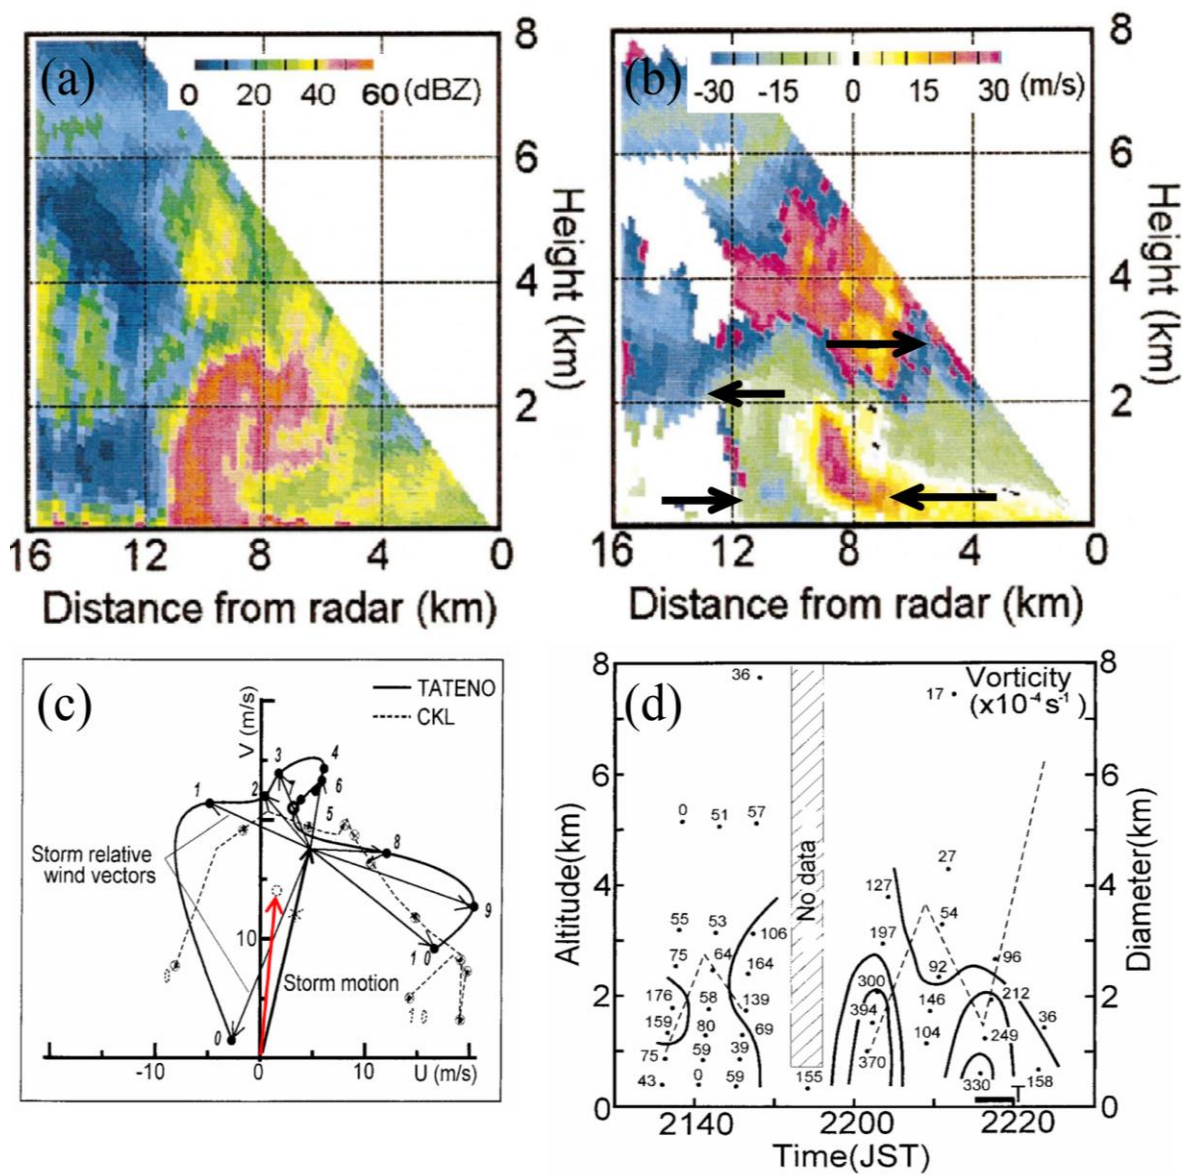 (a)
0 20 40 60 (dBZ)
8
6
4
2
Height (km)
16 12 8 4 0
Distance from radar (km)
(b)
-30 -15 0 15 30 (m/s)
8
6
4
2
Height (km)
16 12 8 4 0
Distance from radar (km)
(c)
V (m/s)
TATENO
CKL
3 4
1 2 6
5
8
Storm relative
wind vectors
9
10
10
Storm motion
0
10
0
-10 0 10
U (m/s)
(d)
8
6
4
2
0
Altitude(km)
Vorticity
(x10⁻⁴s⁻¹)
36 17
No data
0 51 57
27
127
55 53 106 197 54
75 64 164 92 96
176 58 139 300 146 212
394
159 80 69 104 249 36
75 59 39 370
43 0 59 155 330 158
T
2140 2200 2220
Time(JST)
8
6
4
2
0
Diameter(km)